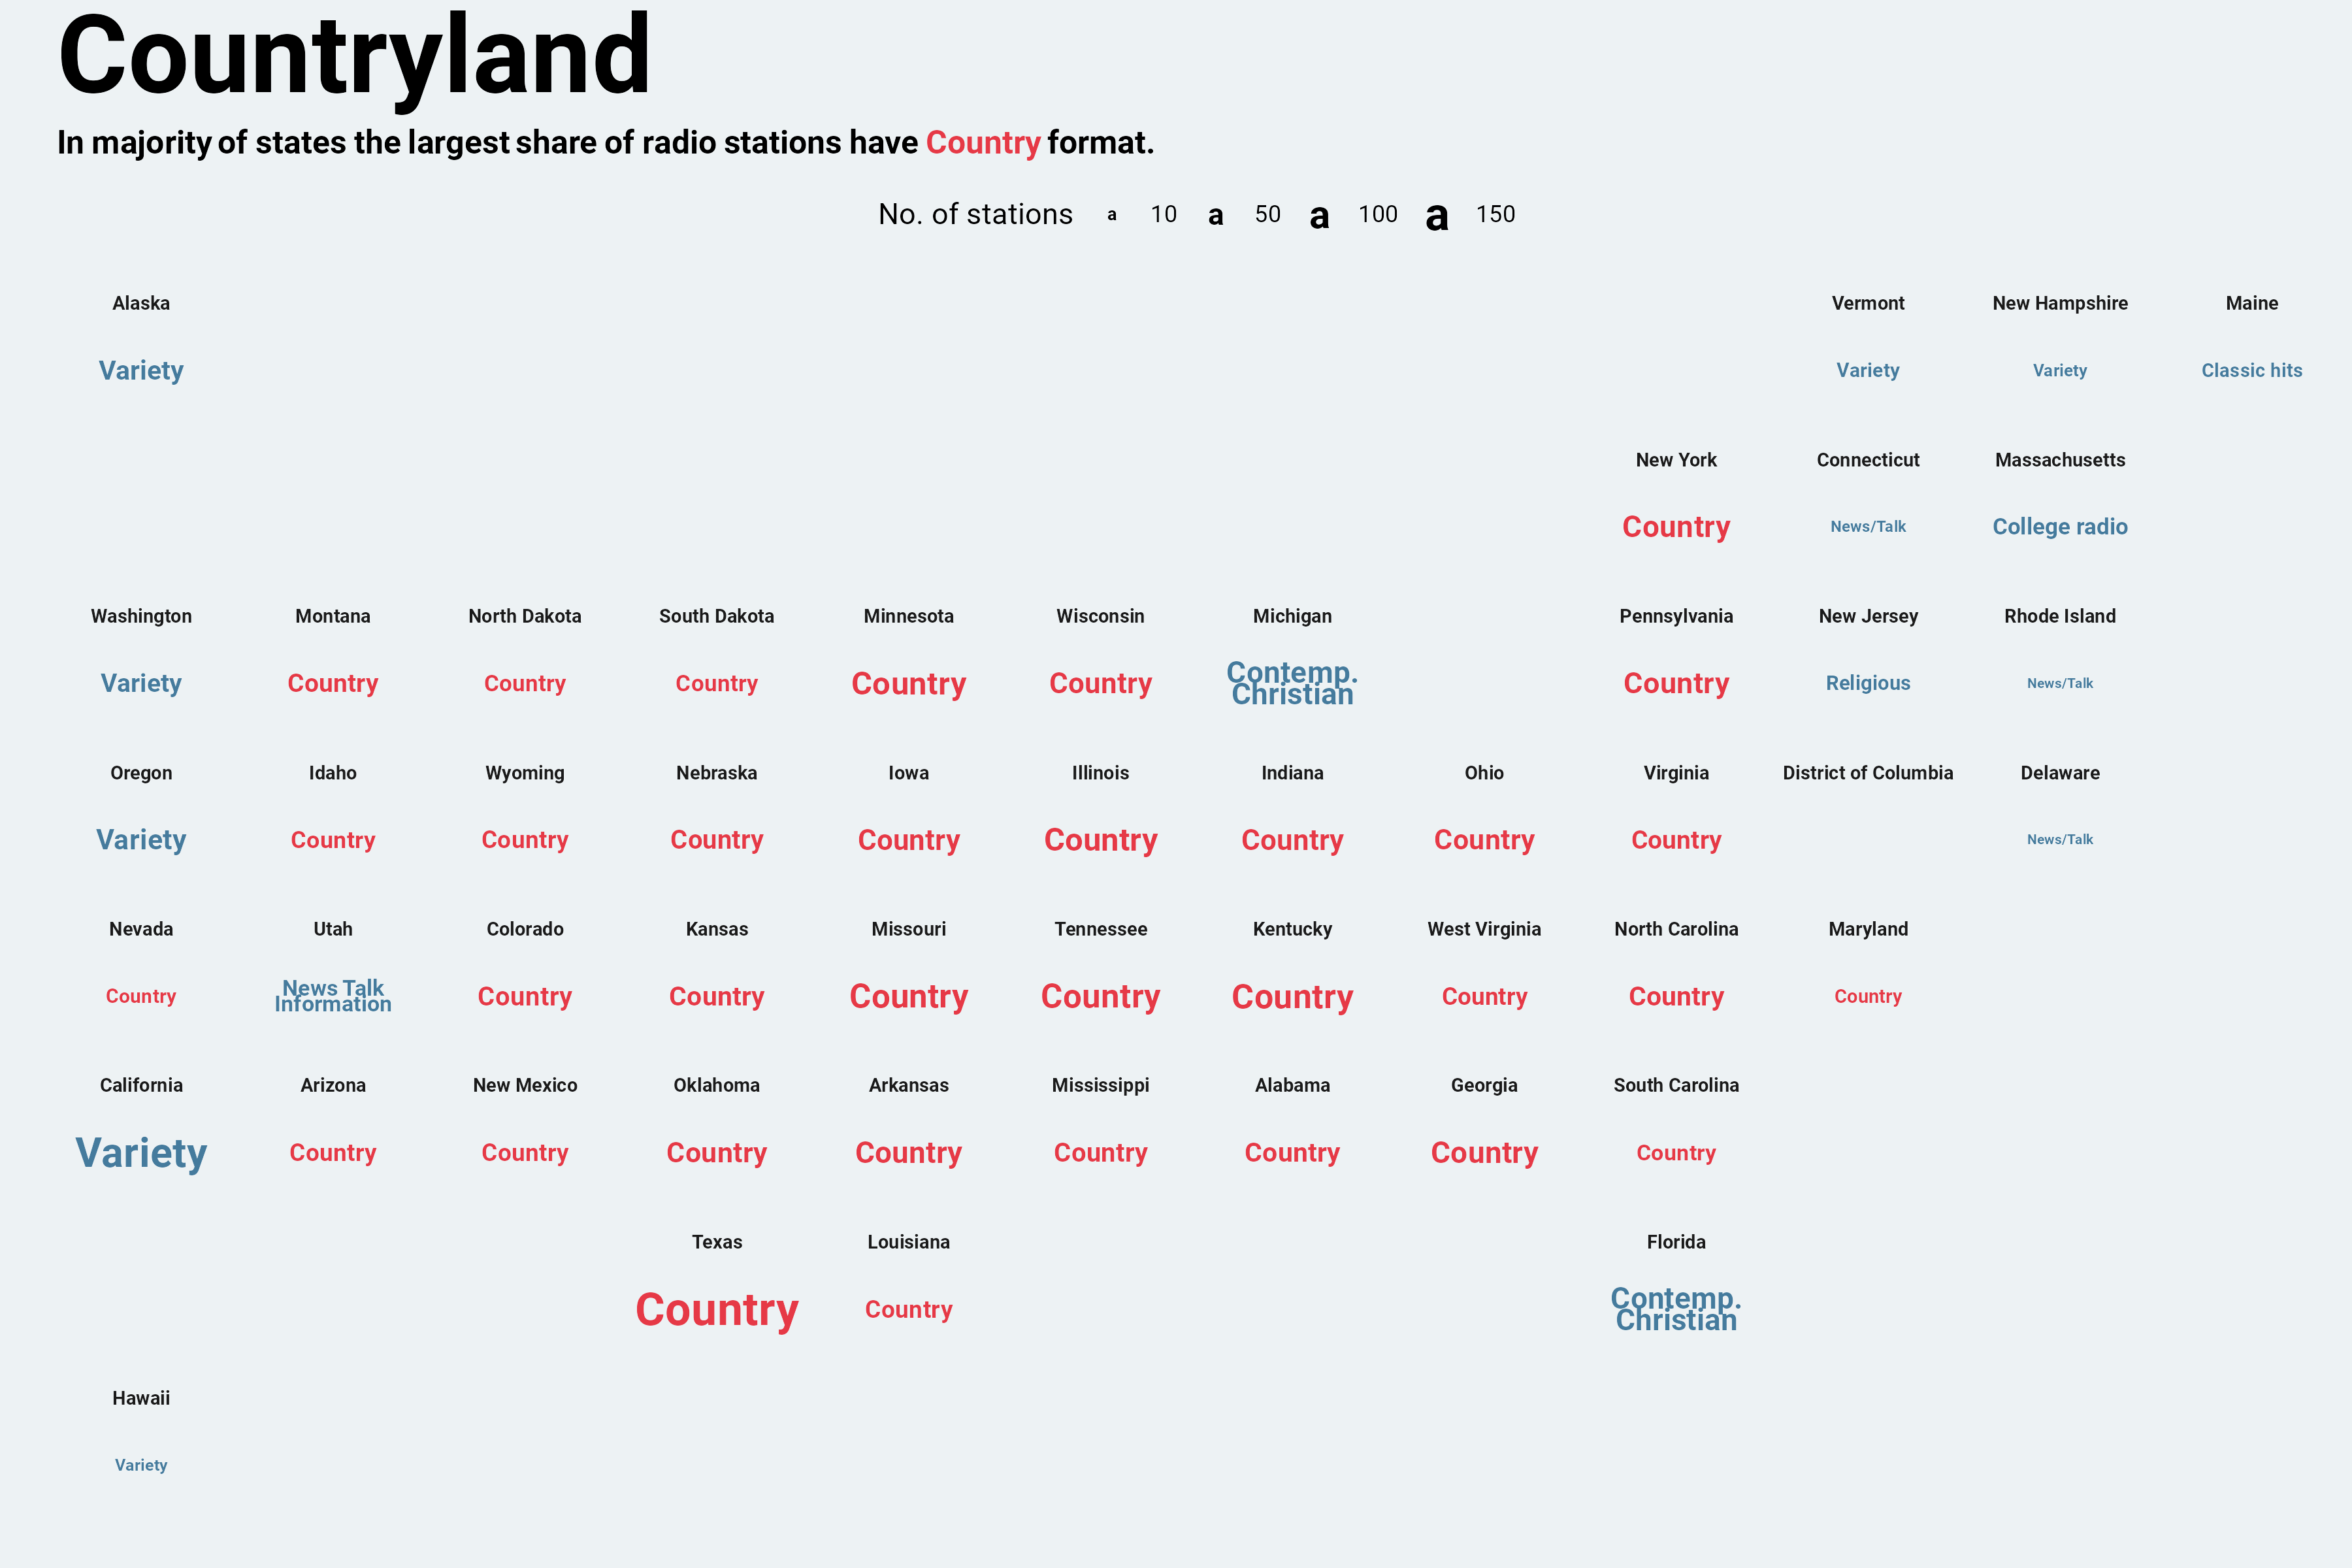 Countryland
In majority of states the largest share of radio stations have Country format.
No. of stations a 10 a 50 a 100 a 150
Alaska Vermont New Hampshire Maine
Variety Variety Variety Classic hits
New York Connecticut Massachusetts
Country News/Talk College radio
Washington Montana North Dakota South Dakota Minnesota Wisconsin Michigan Pennsylvania New Jersey Rhode Island
Variety Country Country Country Country Country Contemp. Christian Country Religious News/Talk
Oregon Idaho Wyoming Nebraska Iowa Illinois Indiana Ohio Virginia District of Columbia Delaware
Variety Country Country Country Country Country Country Country Country News/Talk
Nevada Utah Colorado Kansas Missouri Tennessee Kentucky West Virginia North Carolina Maryland
Country News Talk Information Country Country Country Country Country Country Country Country
California Arizona New Mexico Oklahoma Arkansas Mississippi Alabama Georgia South Carolina
Variety Country Country Country Country Country Country Country Country
Texas Louisiana Florida
Country Country Contemp. Christian
Hawaii
Variety